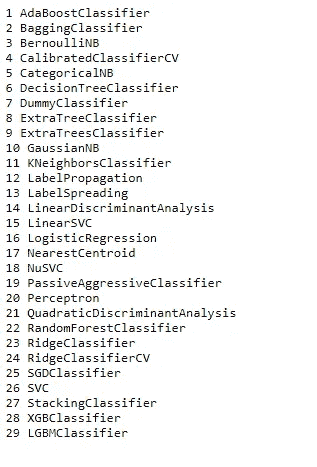 1 AdaBoostClassifier
2 BaggingClassifier
3 BernoulliNB
4 CalibratedClassifierCV
5 CategoricalNB
6 DecisionTreeClassifier
7 DummyClassifier
8 ExtraTreeClassifier
9 ExtraTreesClassifier
10 GaussianNB
11 KNeighborsClassifier
12 LabelPropagation
13 LabelSpreading
14 LinearDiscriminantAnalysis
15 LinearSVC
16 LogisticRegression
17 NearestCentroid
18 NuSVC
19 PassiveAggressiveClassifier
20 Perceptron
21 QuadraticDiscriminantAnalysis
22 RandomForestClassifier
23 RidgeClassifier
24 RidgeClassifierCV
25 SGDClassifier
26 SVC
27 StackingClassifier
28 XGBClassifier
29 LGBMClassifier